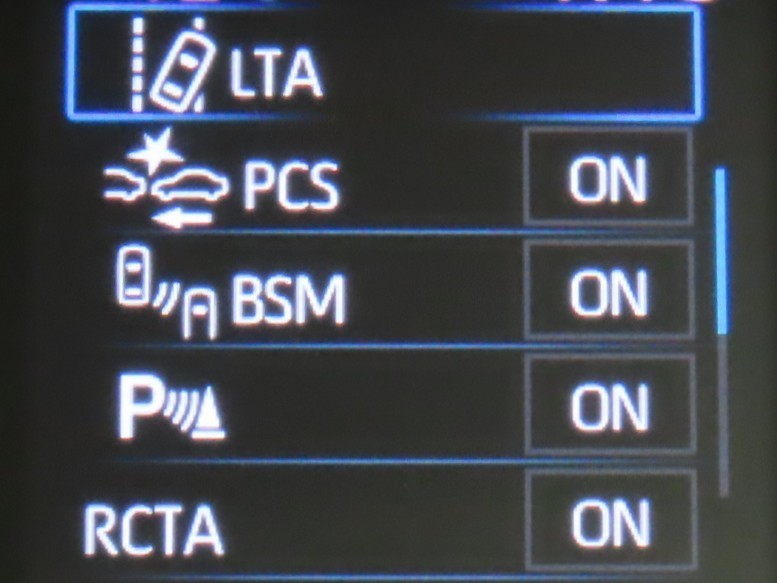 LTA
PCS ON
BSM ON
P ON
RCTA ON